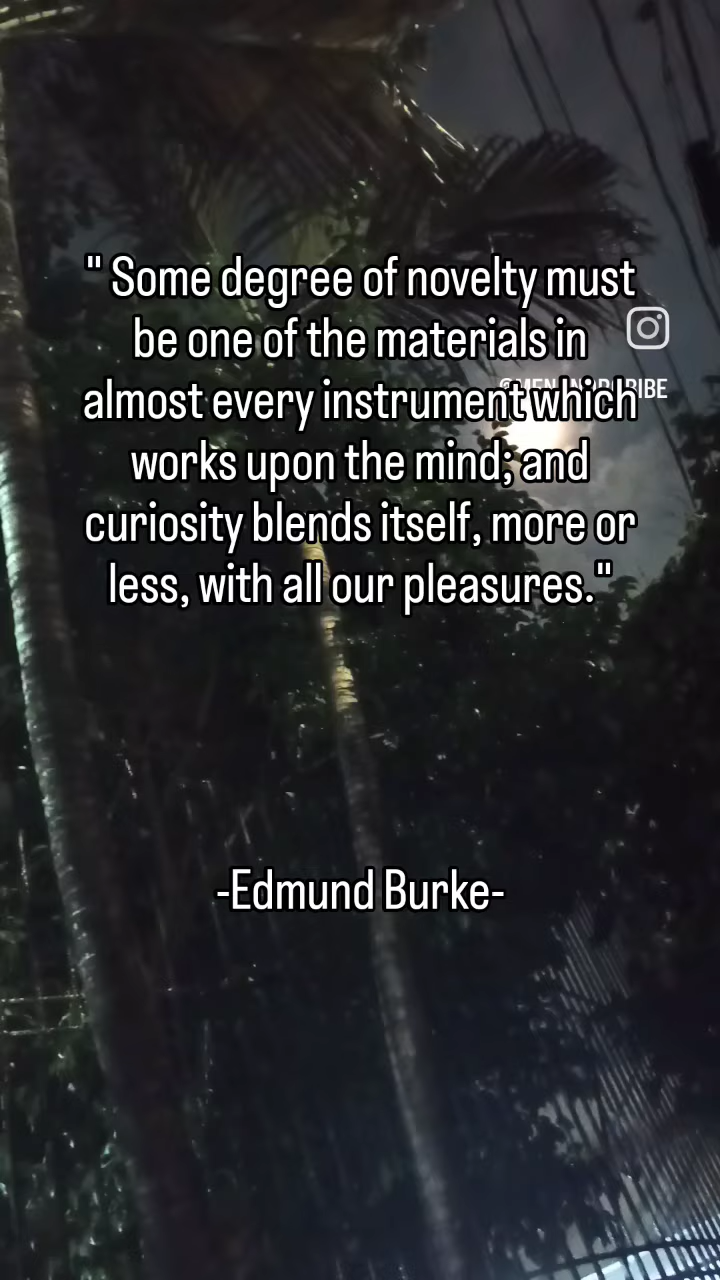 " Some degree of novelty must
be one of the materials in
almost every instrument which
works upon the mind; and
curiosity blends itself, more or
less, with all our pleasures."
-Edmund Burke-